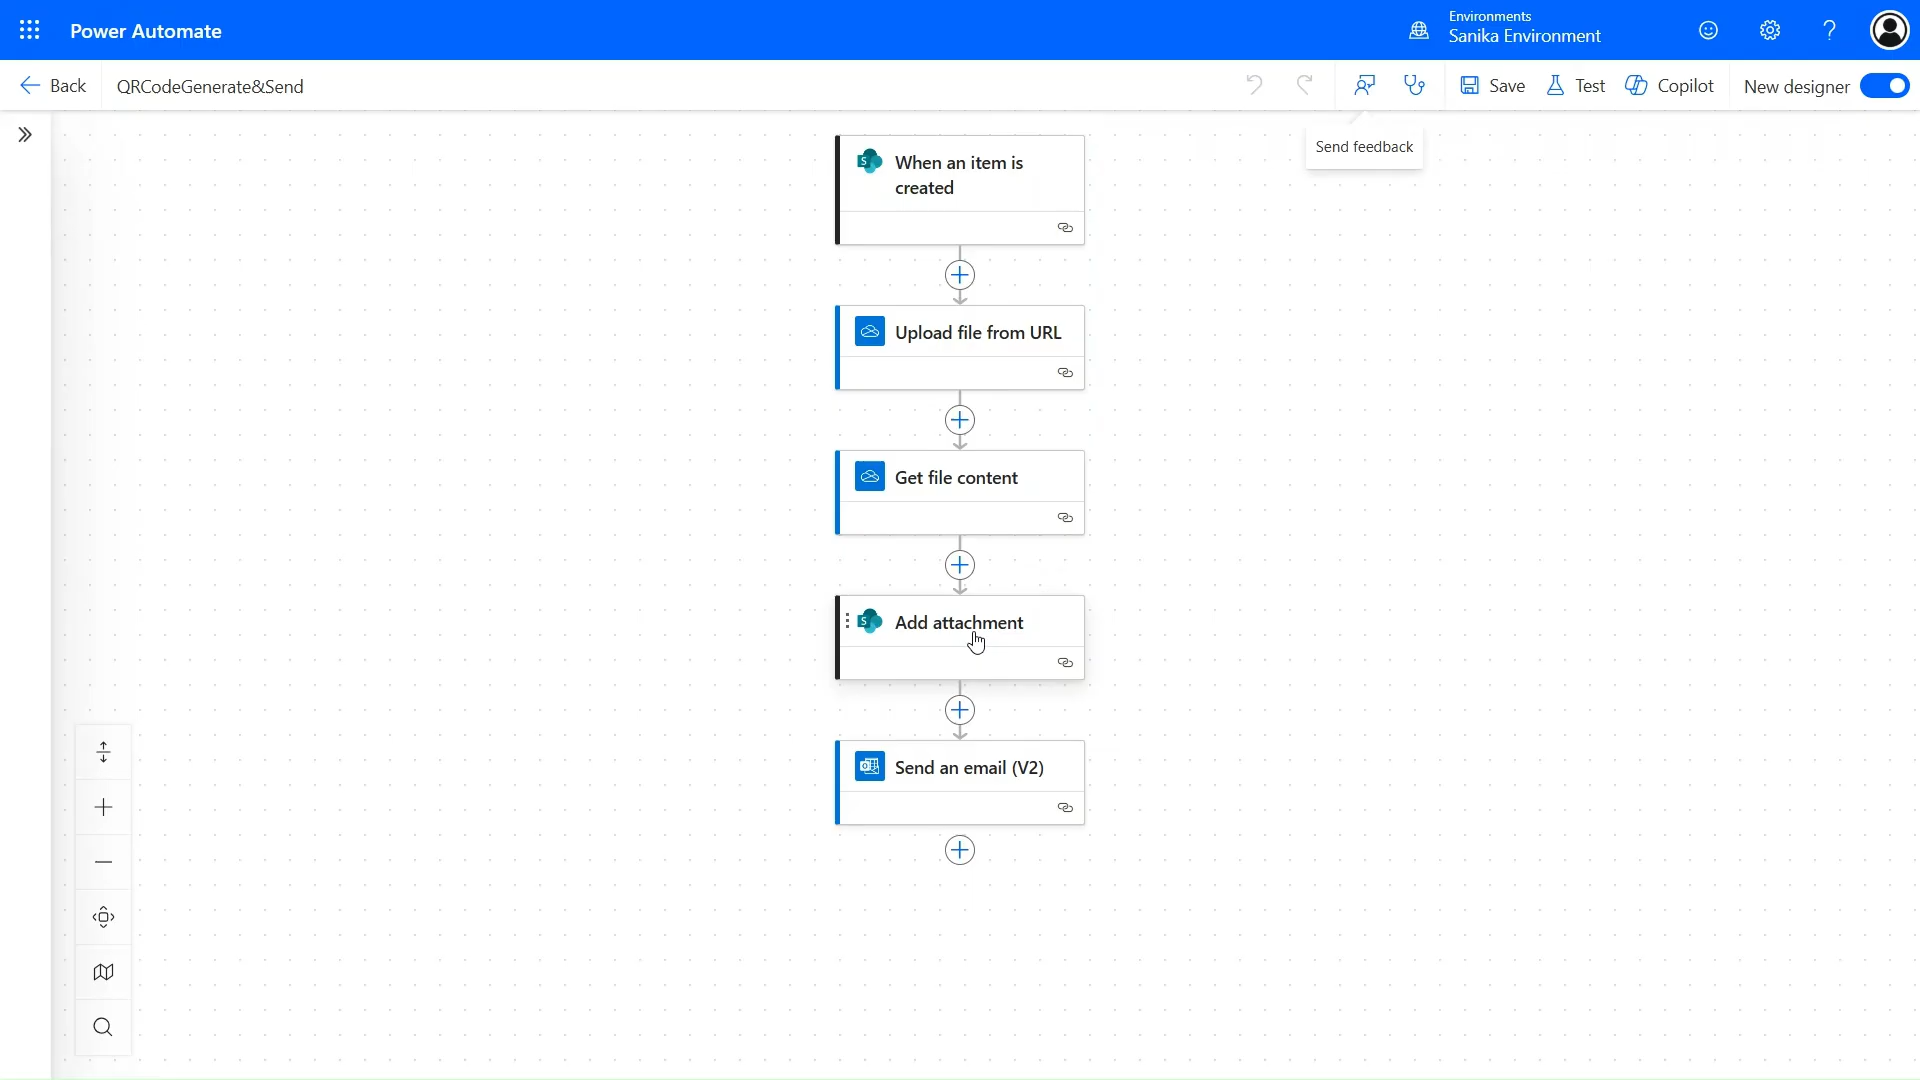 Power Automate
Environments
Sanika Environment
Back
QRCodeGenerate&Send
Save
Test
Copilot
New designer
Send feedback
When an item is
created
Upload file from URL
Get file content
Add attachment
Send an email (V2)